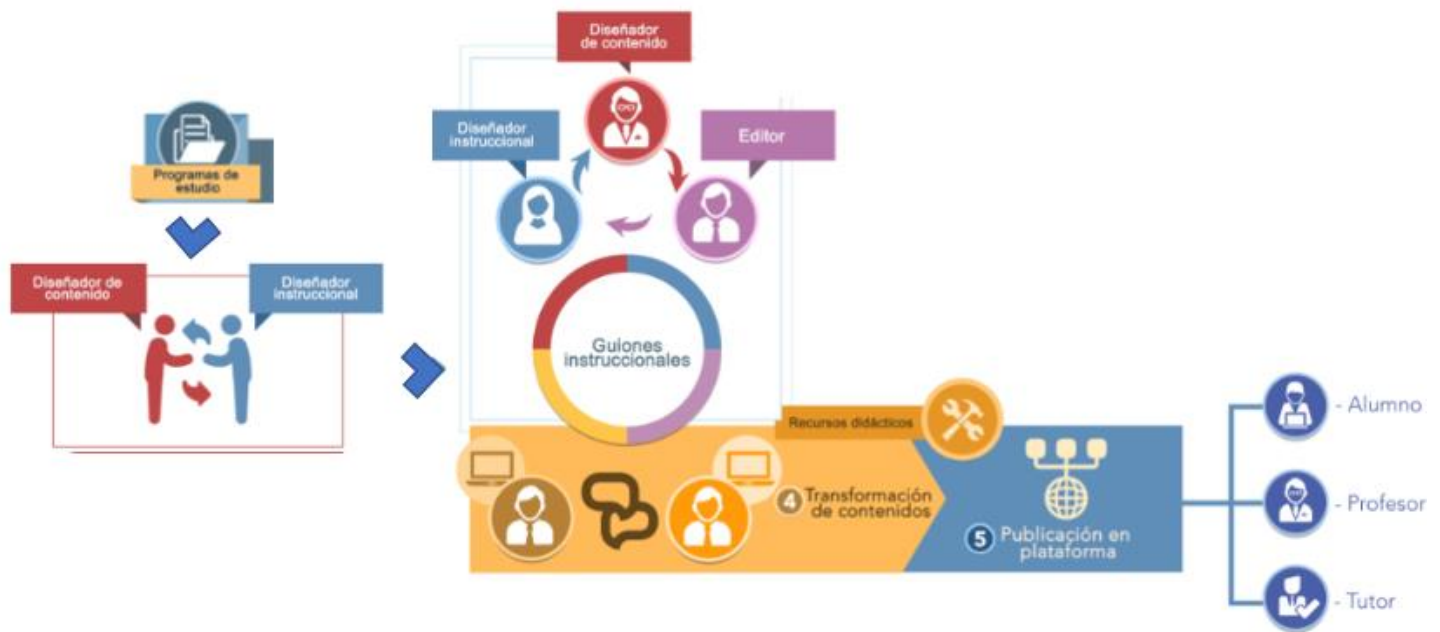 Programas de
estudio
Diseñador de
contenido
Diseñador
instruccional
Diseñador
de contenido
Diseñador
instruccional
Editor
Guiones
instruccionales
Recursos didácticos
4 Transformación
de contenidos
5 Publicación en
plataforma
- Alumno
- Profesor
- Tutor